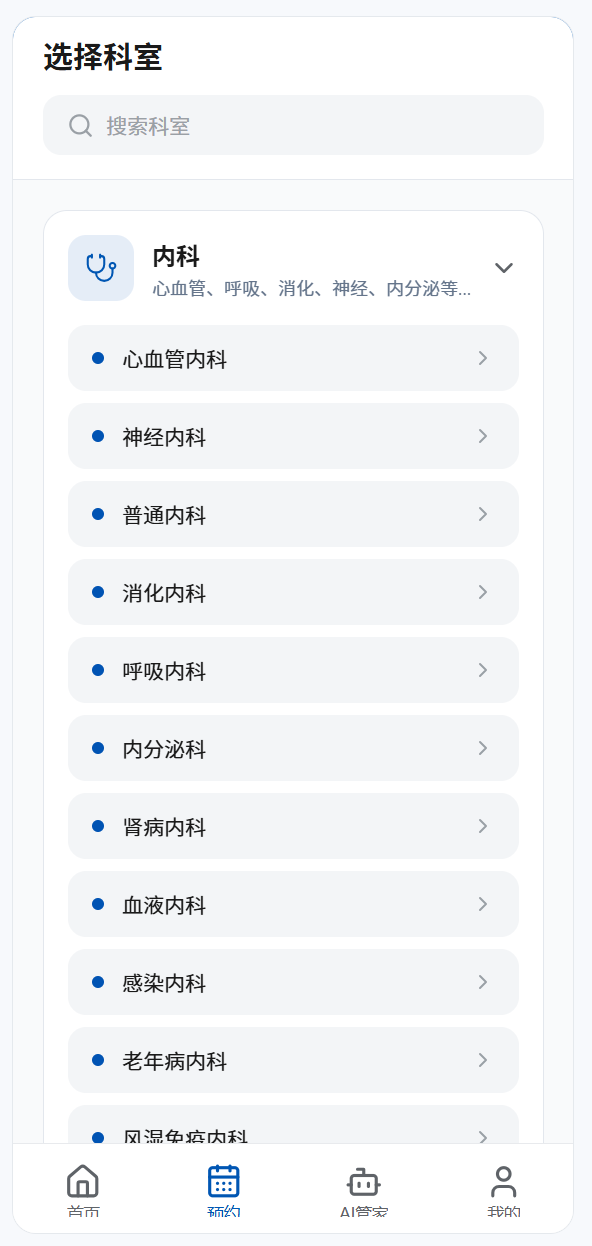 选择科室
搜索科室
内科
心血管、呼吸、消化、神经、内分泌等...
心血管内科
神经内科
普通内科
消化内科
呼吸内科
内分泌科
肾病内科
血液内科
感染内科
老年病内科
风湿免疫内科
首页
预约
AI管家
我的